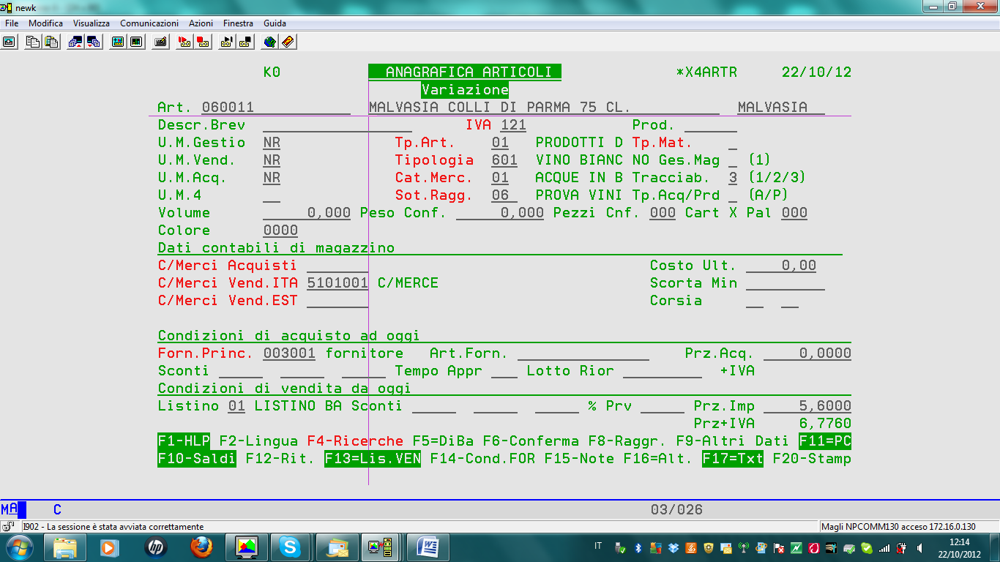 newk
File Modifica Visualizza Comunicazioni Azioni Finestra Guida
K0 ANAGRAFICA ARTICOLI *X4ARTR 22/10/12
Variazione
Art. 060011 MALVASIA COLLI DI PARMA 75 CL. MALVASIA
Descr.Brev IVA 121 Prod.
U.M.Gestio NR Tp.Art. 01 PRODOTTI D Tp.Mat.
U.M.Vend. NR Tipologia 601 VINO BIANC NO Ges.Mag (1)
U.M.Acq. NR Cat.Merc. 01 ACQUE IN B Tracciab. 3 (1/2/3)
U.M.4 Sot.Ragg. 06 PROVA VINI Tp.Acq/Prd (A/P)
Volume 0,000 Peso Conf. 0,000 Pezzi Cnf. 000 Cart X Pal 000
Colore 0000
Dati contabili di magazzino
C/Merci Acquisti Costo Ult. 0,00
C/Merci Vend.ITA 5101001 C/MERCE Scorta Min
C/Merci Vend.EST Corsia
Condizioni di acquisto ad oggi
Forn.Princ. 003001 fornitore Art.Forn. Prz.Acq. 0,0000
Sconti Tempo Appr Lotto Rior +IVA
Condizioni di vendita da oggi
Listino 01 LISTINO BA Sconti % Prv Prz.Imp 5,6000
Prz+IVA 6,7760
F1-HLP F2-Lingua F4-Ricerche F5=DiBa F6-Conferma F8-Raggr. F9-Altri Dati F11=PC
F10-Saldi F12-Rit. F13=Lis.VEN F14-Cond.FOR F15-Note F16=Alt. F17=Txt F20-Stamp
MA C 03/026
I902 - La sessione è stata avviata correttamente Magli NPCOMM130 acceso 172.16.0.130
IT 12:14
22/10/2012